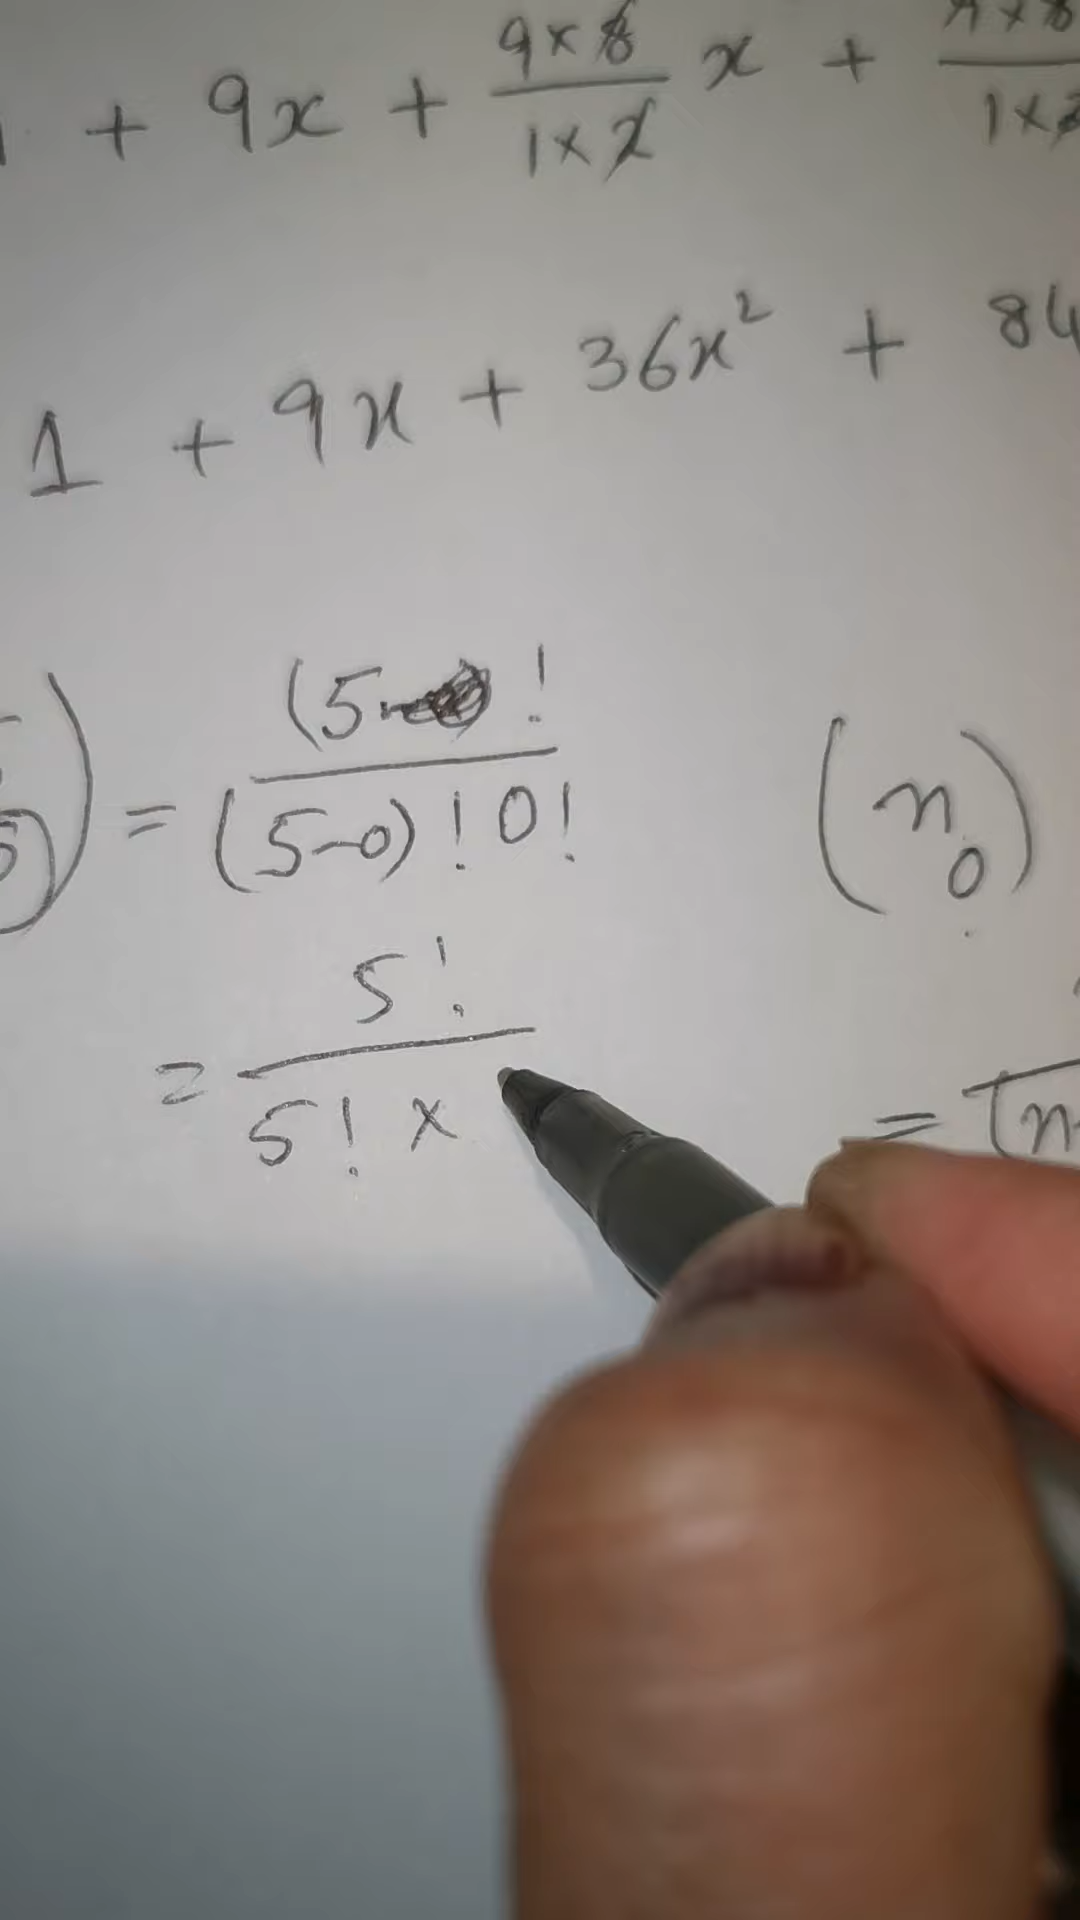 + 9x + 9×8/1×2 x +
1 + 9x + 36x² + 84
) = (5- !/(5-0)!0! (n 0)
= 5!/5!× = (n-